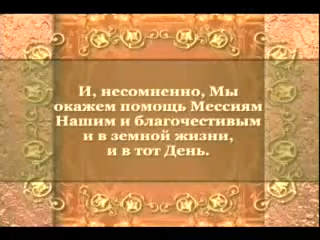 И, несомненно, Мы
окажем помощь Мессиям
Нашим и благочестивым
и в земной жизни,
и в тот День.